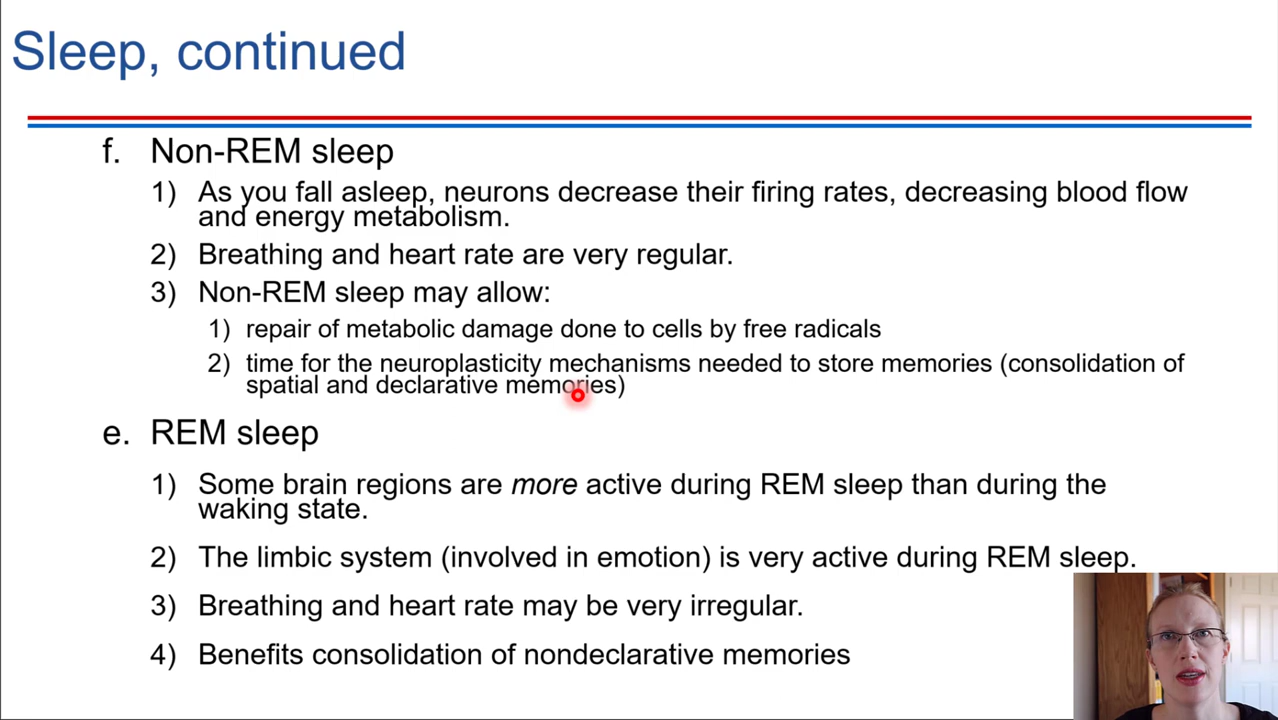 Sleep, continued
f. Non-REM sleep
1) As you fall asleep, neurons decrease their firing rates, decreasing blood flow
and energy metabolism.
2) Breathing and heart rate are very regular.
3) Non-REM sleep may allow:
1) repair of metabolic damage done to cells by free radicals
2) time for the neuroplasticity mechanisms needed to store memories (consolidation of
spatial and declarative memories)
e. REM sleep
1) Some brain regions are more active during REM sleep than during the
waking state.
2) The limbic system (involved in emotion) is very active during REM sleep.
3) Breathing and heart rate may be very irregular.
4) Benefits consolidation of nondeclarative memories